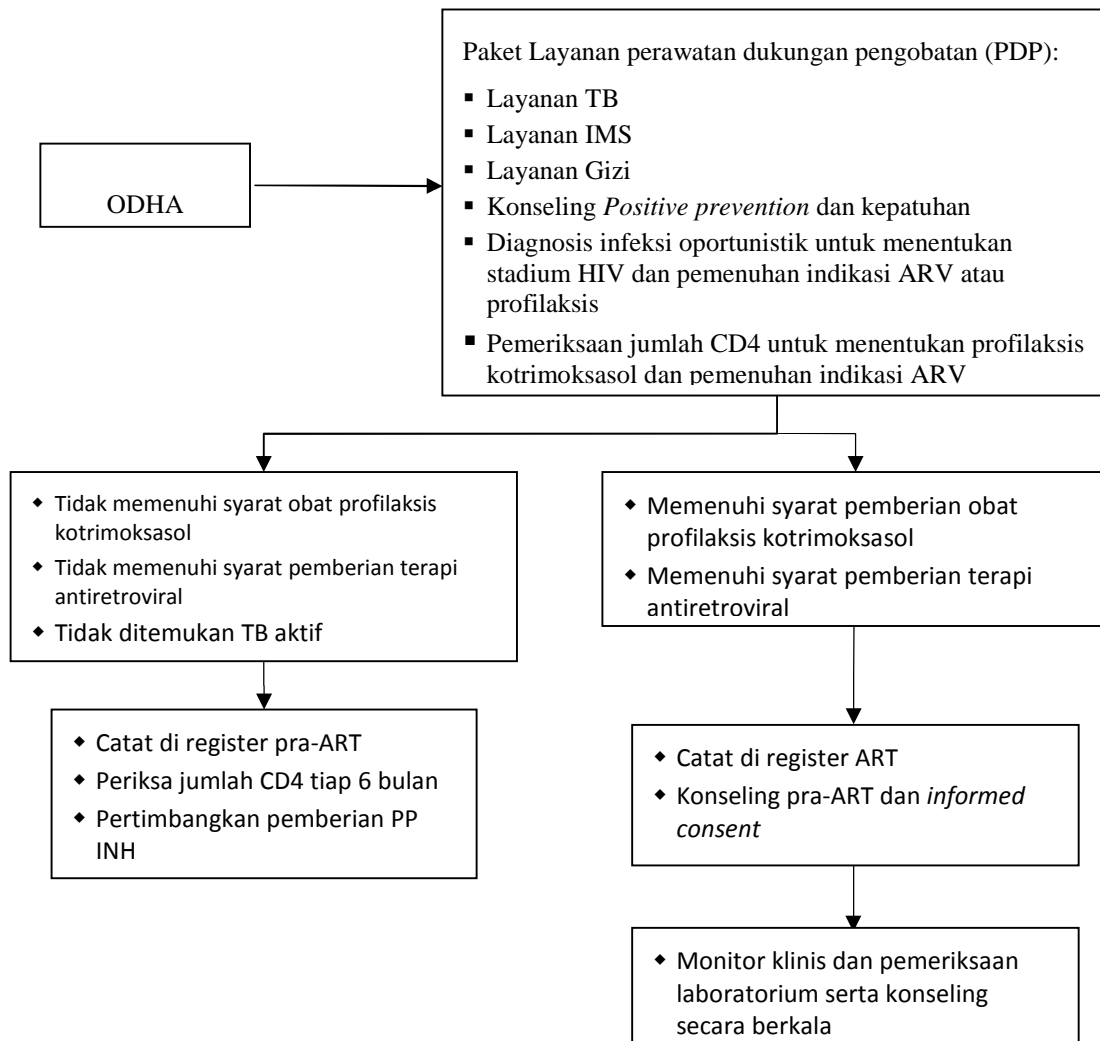 Paket Layanan perawatan dukungan pengobatan (PDP):
▪ Layanan TB
▪ Layanan IMS
▪ Layanan Gizi
▪ Konseling Positive prevention dan kepatuhan
▪ Diagnosis infeksi oportunistik untuk menentukan
stadium HIV dan pemenuhan indikasi ARV atau
profilaksis
▪ Pemeriksaan jumlah CD4 untuk menentukan profilaksis
kotrimoksasol dan pemenuhan indikasi ARV
ODHA
◆ Tidak memenuhi syarat obat profilaksis
kotrimoksasol
◆ Tidak memenuhi syarat pemberian terapi
antiretroviral
◆ Tidak ditemukan TB aktif
◆ Memenuhi syarat pemberian obat
profilaksis kotrimoksasol
◆ Memenuhi syarat pemberian terapi
antiretroviral
◆ Catat di register pra-ART
◆ Periksa jumlah CD4 tiap 6 bulan
◆ Pertimbangkan pemberian PP
INH
◆ Catat di register ART
◆ Konseling pra-ART dan informed
consent
◆ Monitor klinis dan pemeriksaan
laboratorium serta konseling
secara berkala